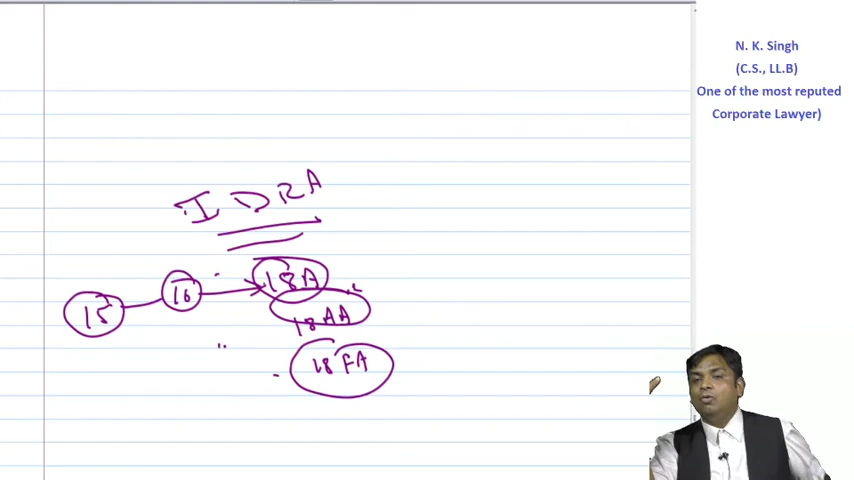 N. K. Singh
(C.S., LL.B)
One of the most reputed
Corporate Lawyer)
IDRA
15 16 18A
18AA
18FA